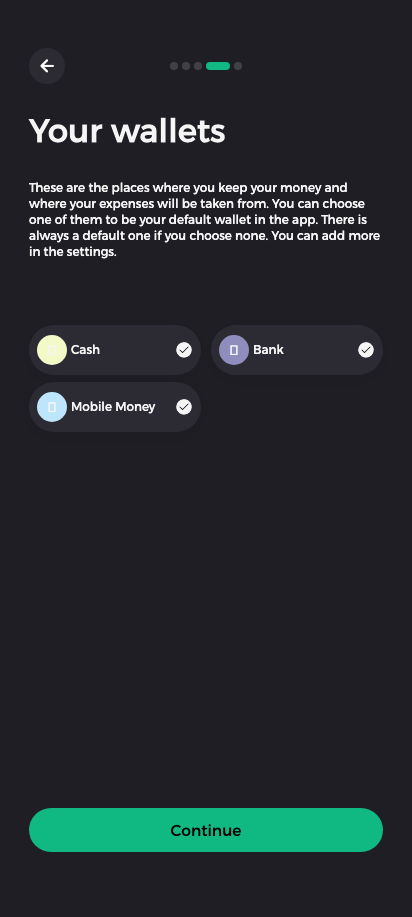 Your wallets
These are the places where you keep your money and
where your expenses will be taken from. You can choose
one of them to be your default wallet in the app. There is
always a default one if you choose none. You can add more
in the settings.
Cash
Bank
Mobile Money
Continue